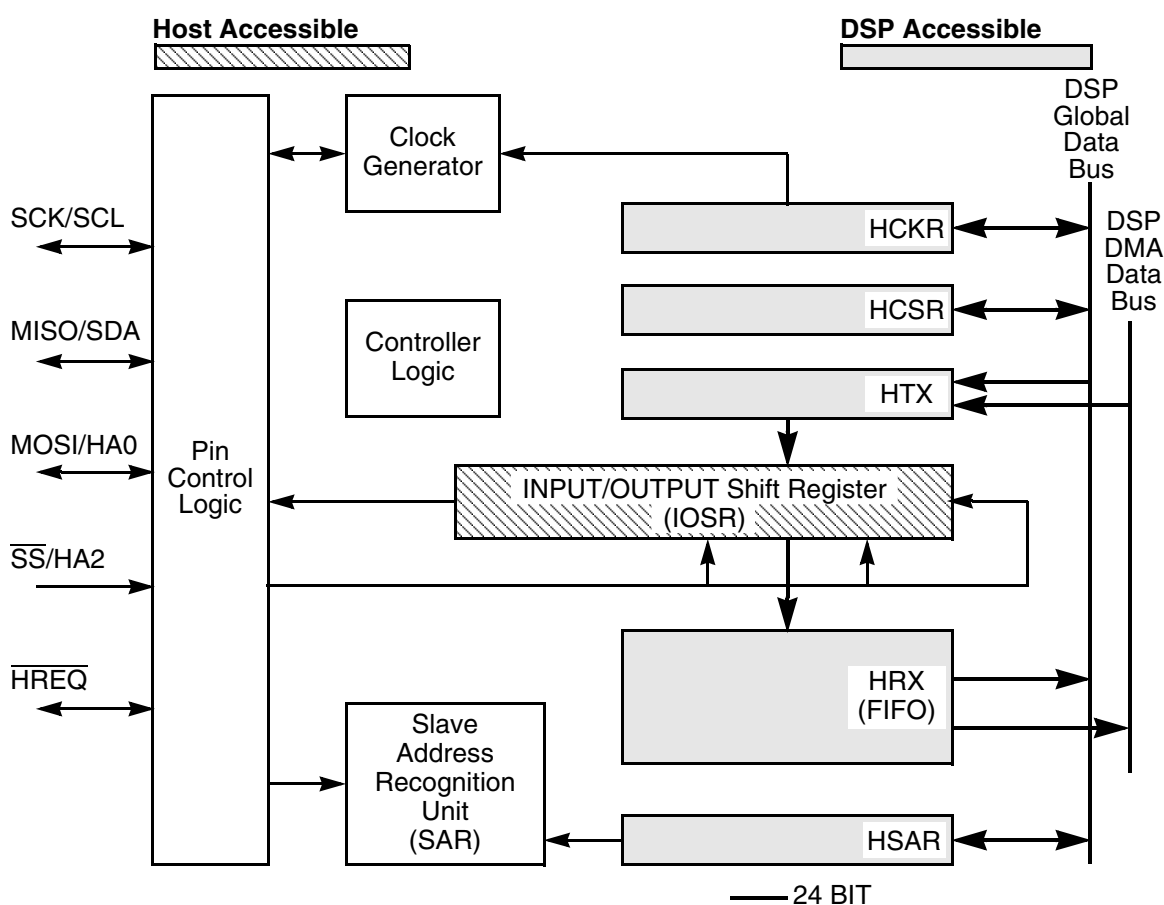 Host Accessible
DSP Accessible
DSP
Global
Data
Bus
Clock
Generator
SCK/SCL
HCKR
DSP
DMA
Data
Bus
HCSR
MISO/SDA
Controller
Logic
HTX
MOSI/HA0
Pin
Control
Logic
INPUT/OUTPUT Shift Register
(IOSR)
S̅S̅/HA2
H̅R̅E̅Q̅
HRX
(FIFO)
Slave
Address
Recognition
Unit
(SAR)
HSAR
24 BIT